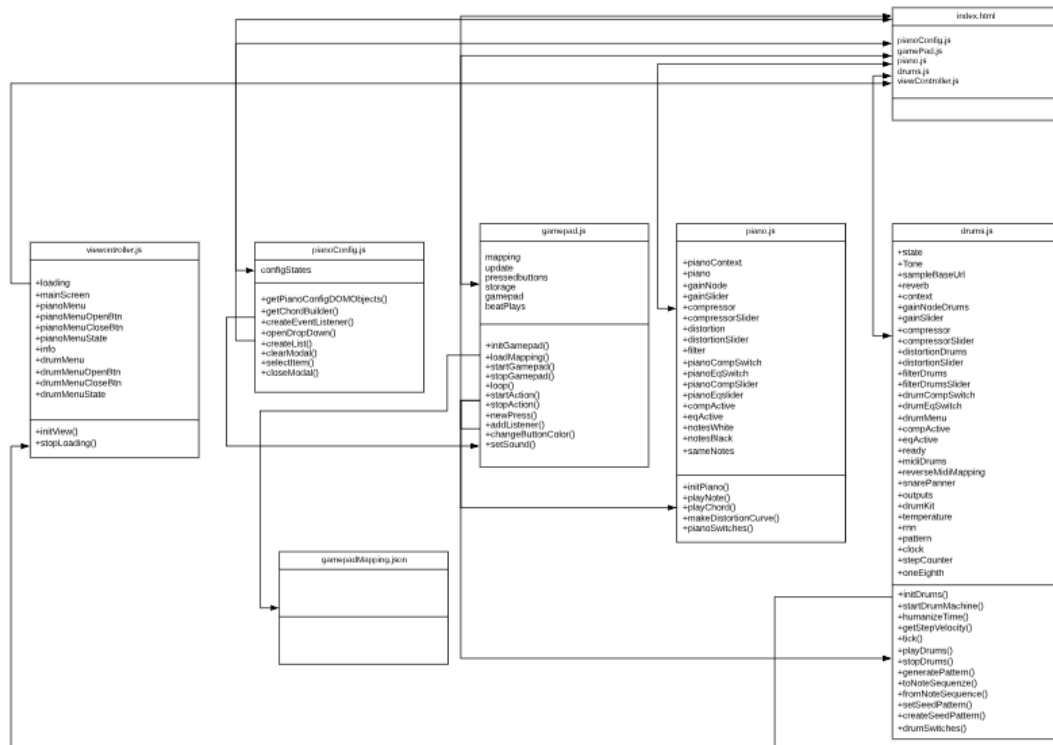 index.html
pianoConfig.js
gamePad.js
piano.js
drums.js
viewController.js
viewontroller.js
+loading
+mainScreen
+pianoMenu
+pianoMenuOpenBtn
+pianoMenuCloseBtn
+pianoMenuState
+info
+drumMenu
+drumMenuOpenBtn
+drumMenuCloseBtn
+drumMenuState
+initView()
+stopLoading()
pianoConfig.js
configStates
+getPianoConfigDOMObjects()
+getChordBuilder()
+createEventListener()
+openDropDown()
+createList()
+clearModal()
+selectItem()
+closeModal()
gamepad.js
mapping
update
pressedbuttons
storage
gamepad
beatPlays
+initGamepad()
+loadMapping()
+startGamepad()
+stopGamepad()
+loop()
+startAction()
+stopAction()
+newPress()
+addListener()
+changeButtonColor()
+setSound()
gamepadMapping.json
piano.js
+pianoContext
+piano
+gainNode
+gainSlider
+compressor
+compressorSlider
+distortion
+distortionSlider
+filter
+pianoCompSwitch
+pianoEqSwitch
+pianoCompSlider
+pianoEqslider
+compActive
+eqActive
+notesWhite
+notesBlack
+sameNotes
+initPiano()
+playNote()
+playChord()
+makeDistortionCurve()
+pianoSwitches()
drums.js
+state
+Tone
+sampleBaseUrl
+reverb
+context
+gainNodeDrums
+gainSlider
+compressor
+compressorSlider
+distortionDrums
+distortionSlider
+filterDrums
+filterDrumsSlider
+drumCompSwitch
+drumEqSwitch
+drumMenu
+compActive
+eqActive
+ready
+midiDrums
+reverseMidiMapping
+snarePanner
+outputs
+drumKit
+temperature
+rnn
+pattern
+clock
+stepCounter
+oneEighth
+initDrums()
+startDrumMachine()
+humanizeTime()
+getStepVelocity()
+tick()
+playDrums()
+stopDrums()
+generatePattern()
+toNoteSequenze()
+fromNoteSequence()
+setSeedPattern()
+createSeedPattern()
+drumSwitches()